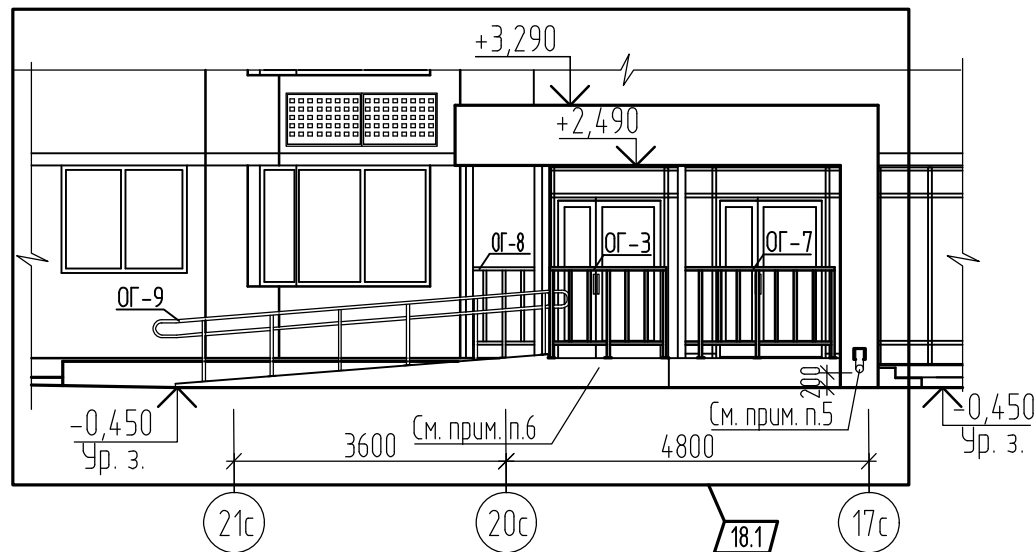 +3,290
+2,490
ОГ-8
ОГ-3
ОГ-7
ОГ-9
200
-0,450
Ур. з.
См. прим. п.6
См. прим. п.5
-0,450
Ур. з.
3600
4800
21с
20с
17с
18.1